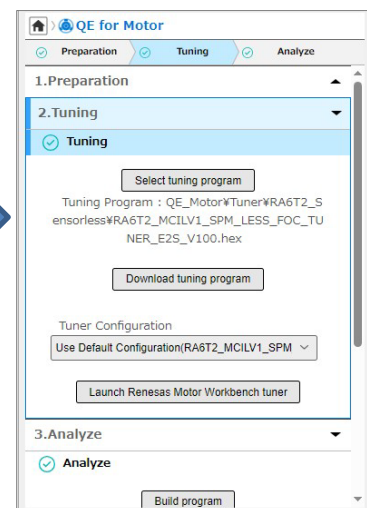 QE for Motor
Preparation
Tuning
Analyze
1.Preparation
2.Tuning
Tuning
Select tuning program
Tuning Program : QE_Motor¥Tuner¥RA6T2_S
ensorless¥RA6T2_MCILV1_SPM_LESS_FOC_TU
NER_E2S_V100.hex
Download tuning program
Tuner Configuration
Use Default Configuration(RA6T2_MCILV1_SPM
Launch Renesas Motor Workbench tuner
3.Analyze
Analyze
Build program